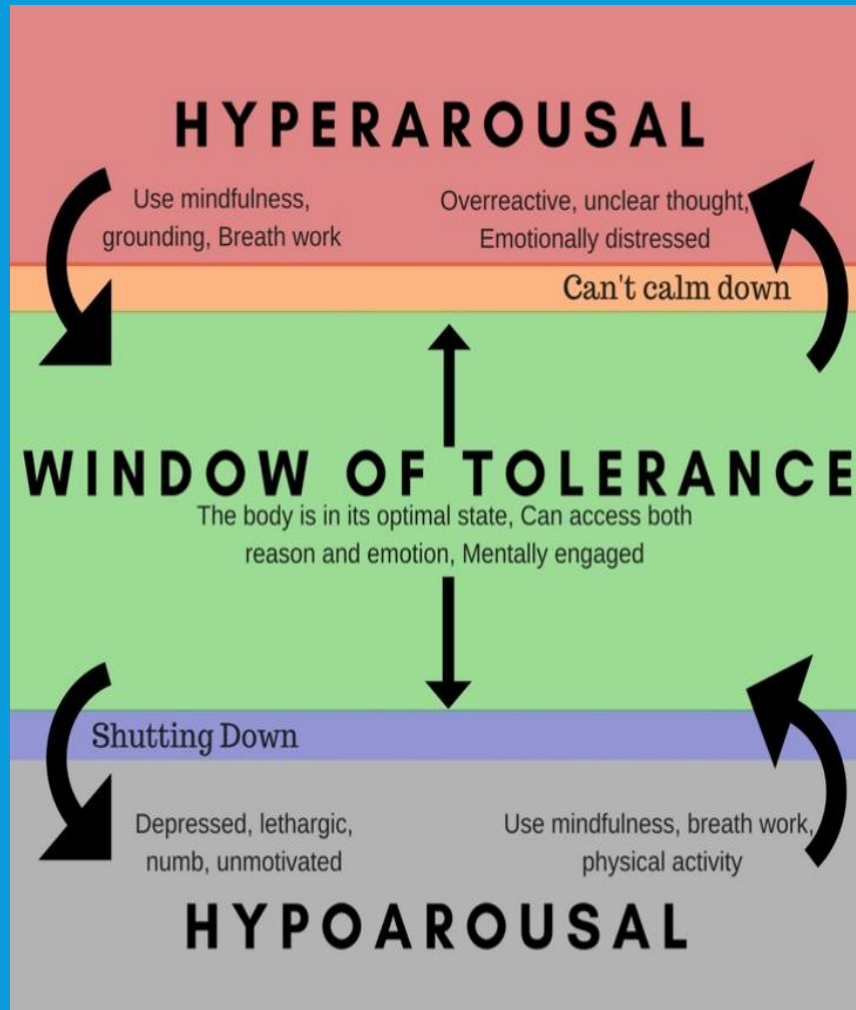 HYPERAROUSAL
Use mindfulness,
grounding, Breath work
Overreactive, unclear thought,
Emotionally distressed
Can't calm down
WINDOW OF TOLERANCE
The body is in its optimal state, Can access both
reason and emotion, Mentally engaged
Shutting Down
Depressed, lethargic,
numb, unmotivated
Use mindfulness, breath work,
physical activity
HYPOAROUSAL